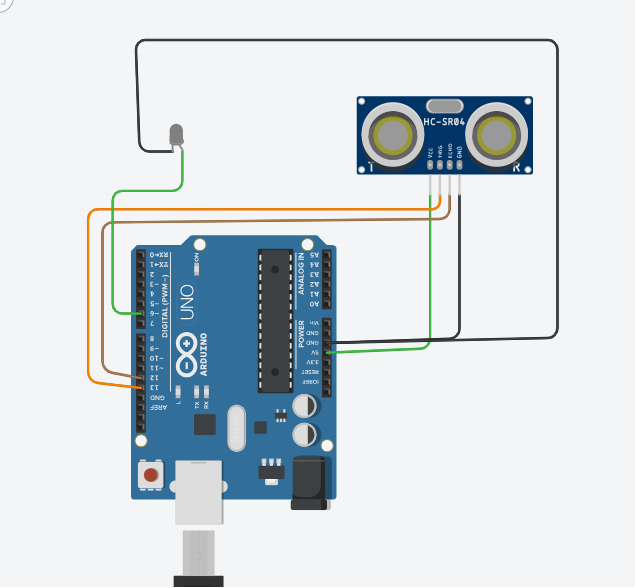 HC-SR04
VCC
TRIG
ECHO
GND
T
R
RX←0
TX→1
2
~3
4
~5
~6
7
8
~9
~10
~11
12
13
GND
AREF
DIGITAL (PWM~)
ON
UNO
ARDUINO
L
TX
RX
ANALOG IN
A5
A4
A3
A2
A1
A0
POWER
Vin
GND
GND
5V
3.3V
RESET
IOREF